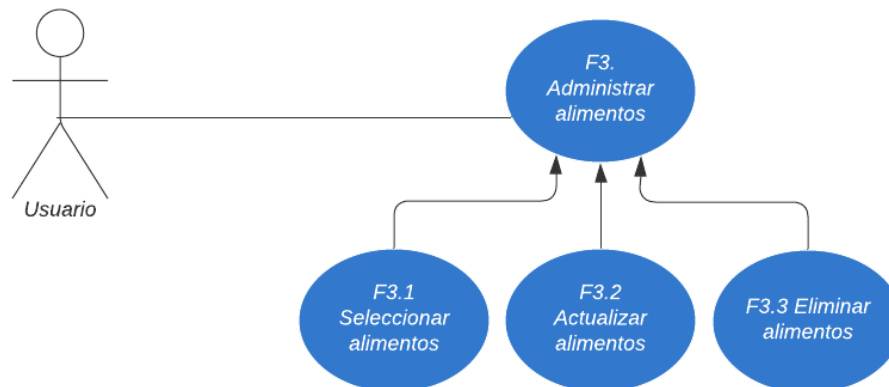 F3.
Administrar
alimentos
Usuario
F3.1
Seleccionar
alimentos
F3.2
Actualizar
alimentos
F3.3 Eliminar
alimentos